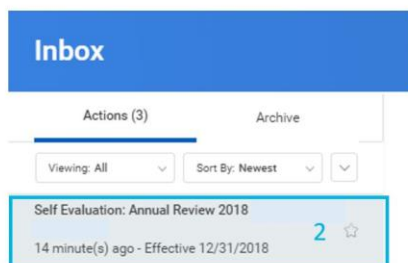 Inbox
Actions (3) Archive
Viewing: All Sort By: Newest
Self Evaluation: Annual Review 2018
2
14 minute(s) ago - Effective 12/31/2018